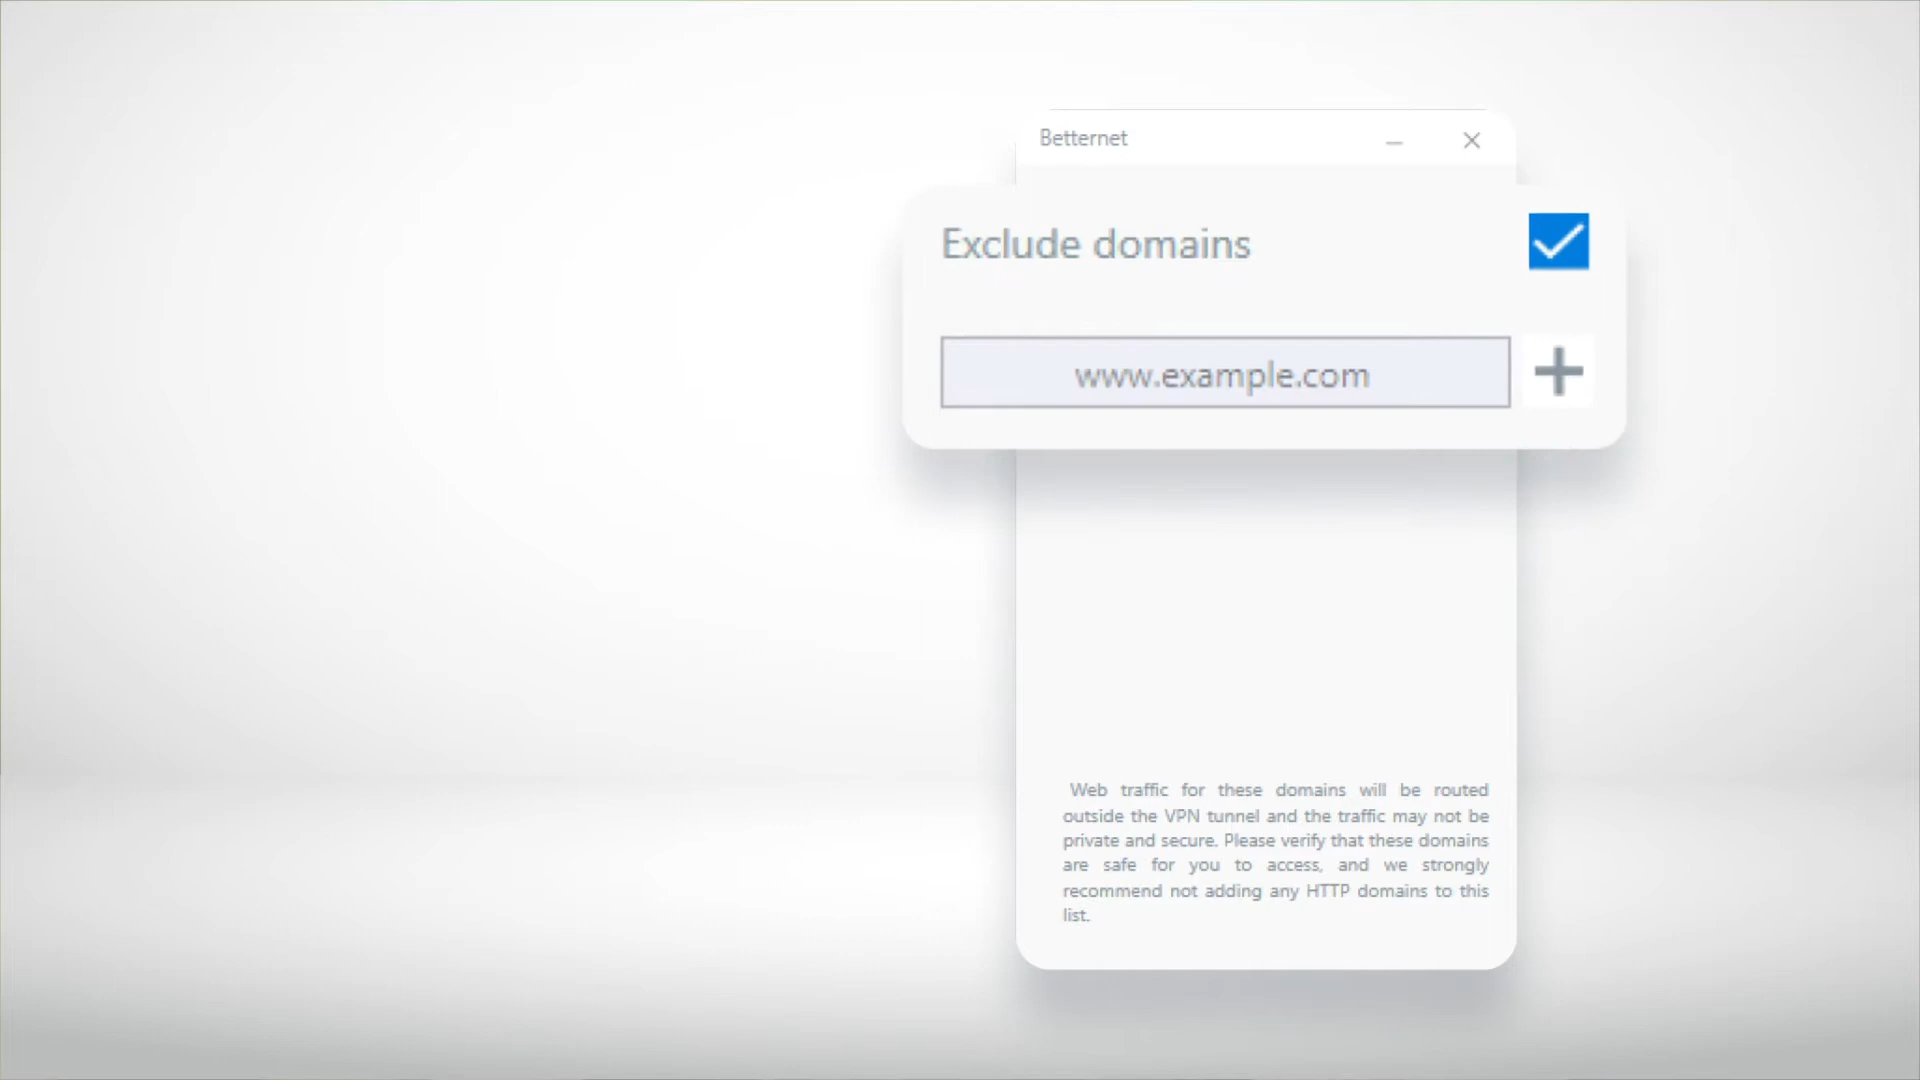 Betternet
Exclude domains
www.example.com
Web traffic for these domains will be routed
outside the VPN tunnel and the traffic may not be
private and secure. Please verify that these domains
are safe for you to access, and we strongly
recommend not adding any HTTP domains to this
list.